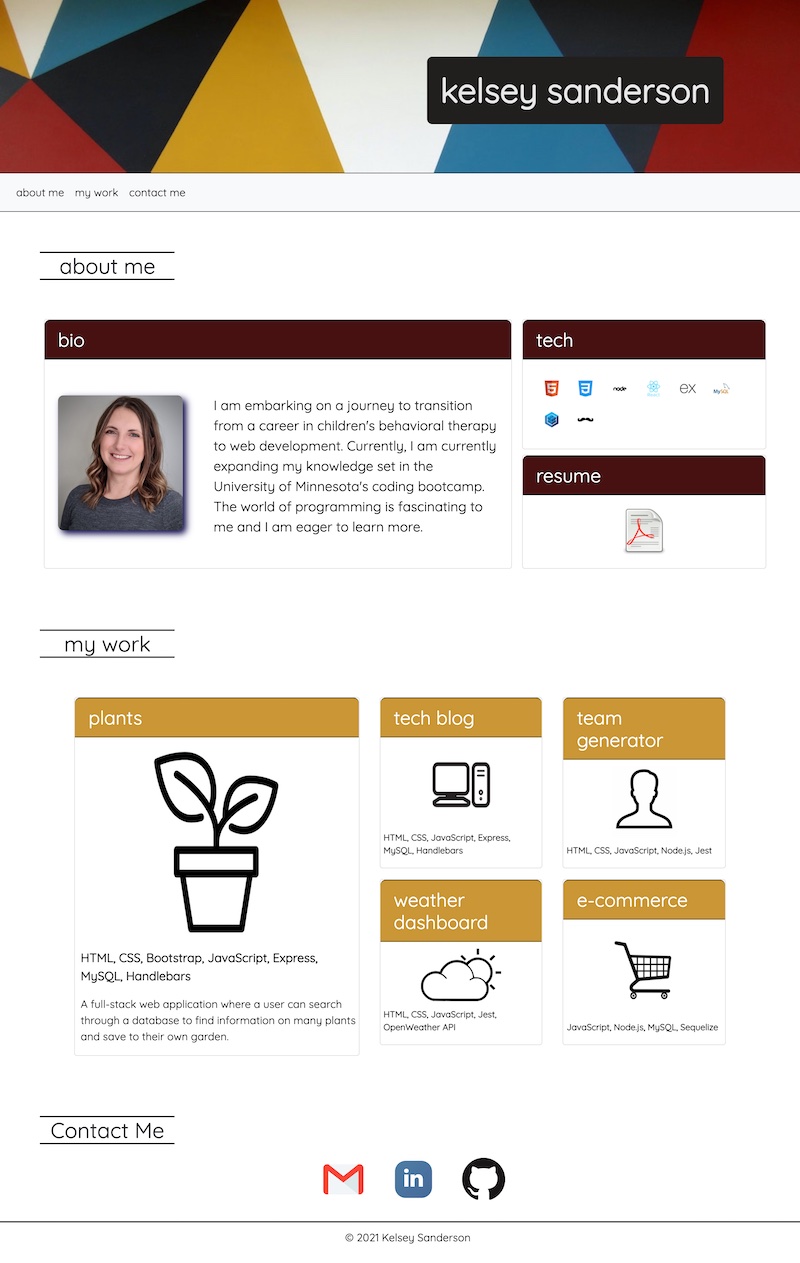 kelsey sanderson
about me my work contact me
about me
bio
I am embarking on a journey to transition
from a career in children's behavioral therapy
to web development. Currently, I am currently
expanding my knowledge set in the
University of Minnesota's coding bootcamp.
The world of programming is fascinating to
me and I am eager to learn more.
tech
node
React
ex
MySQL
resume
my work
plants
HTML, CSS, Bootstrap, JavaScript, Express,
MySQL, Handlebars
A full-stack web application where a user can search
through a database to find information on many plants
and save to their own garden.
tech blog
HTML, CSS, JavaScript, Express,
MySQL, Handlebars
team
generator
HTML, CSS, JavaScript, Node.js, Jest
weather
dashboard
HTML, CSS, JavaScript, Jest,
OpenWeather API
e-commerce
JavaScript, Node.js, MySQL, Sequelize
Contact Me
in
© 2021 Kelsey Sanderson